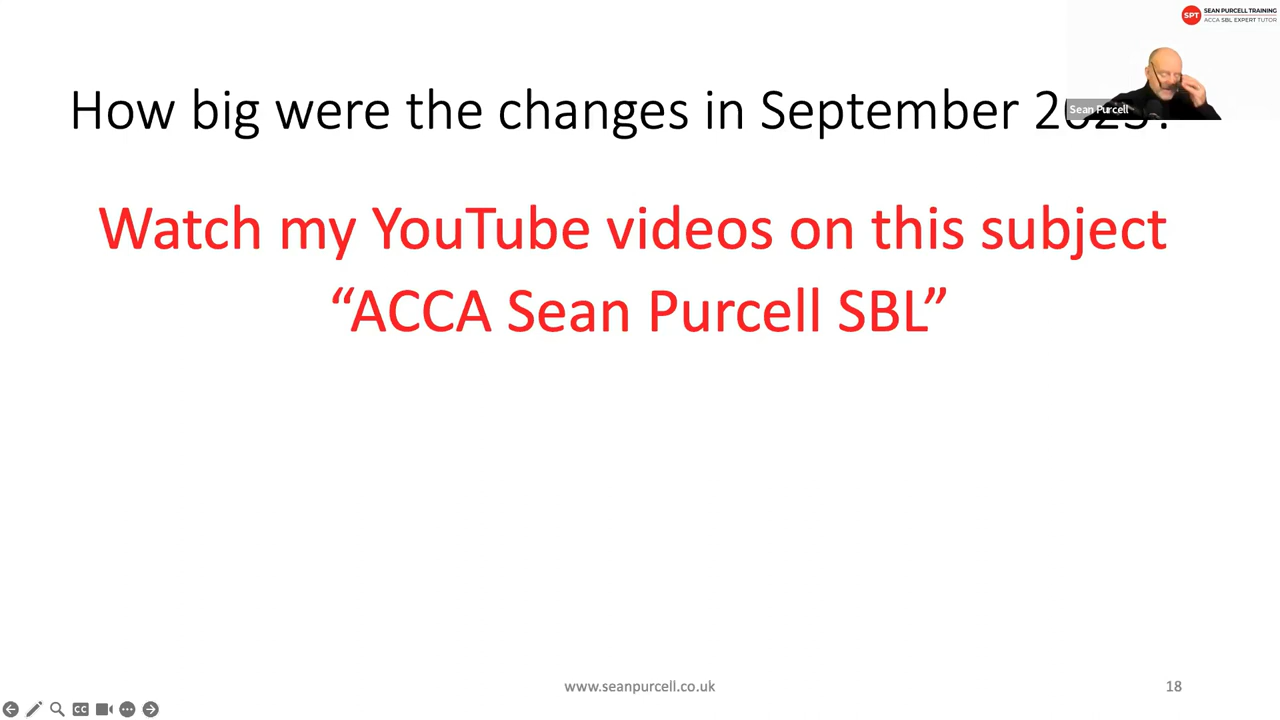 SPT
SEAN PURCELL TRAINING
ACCA SBL EXPERT TUTOR
How big were the changes in September 2023?
Sean Purcell
Watch my YouTube videos on this subject
“ACCA Sean Purcell SBL”
www.seanpurcell.co.uk
18
CC